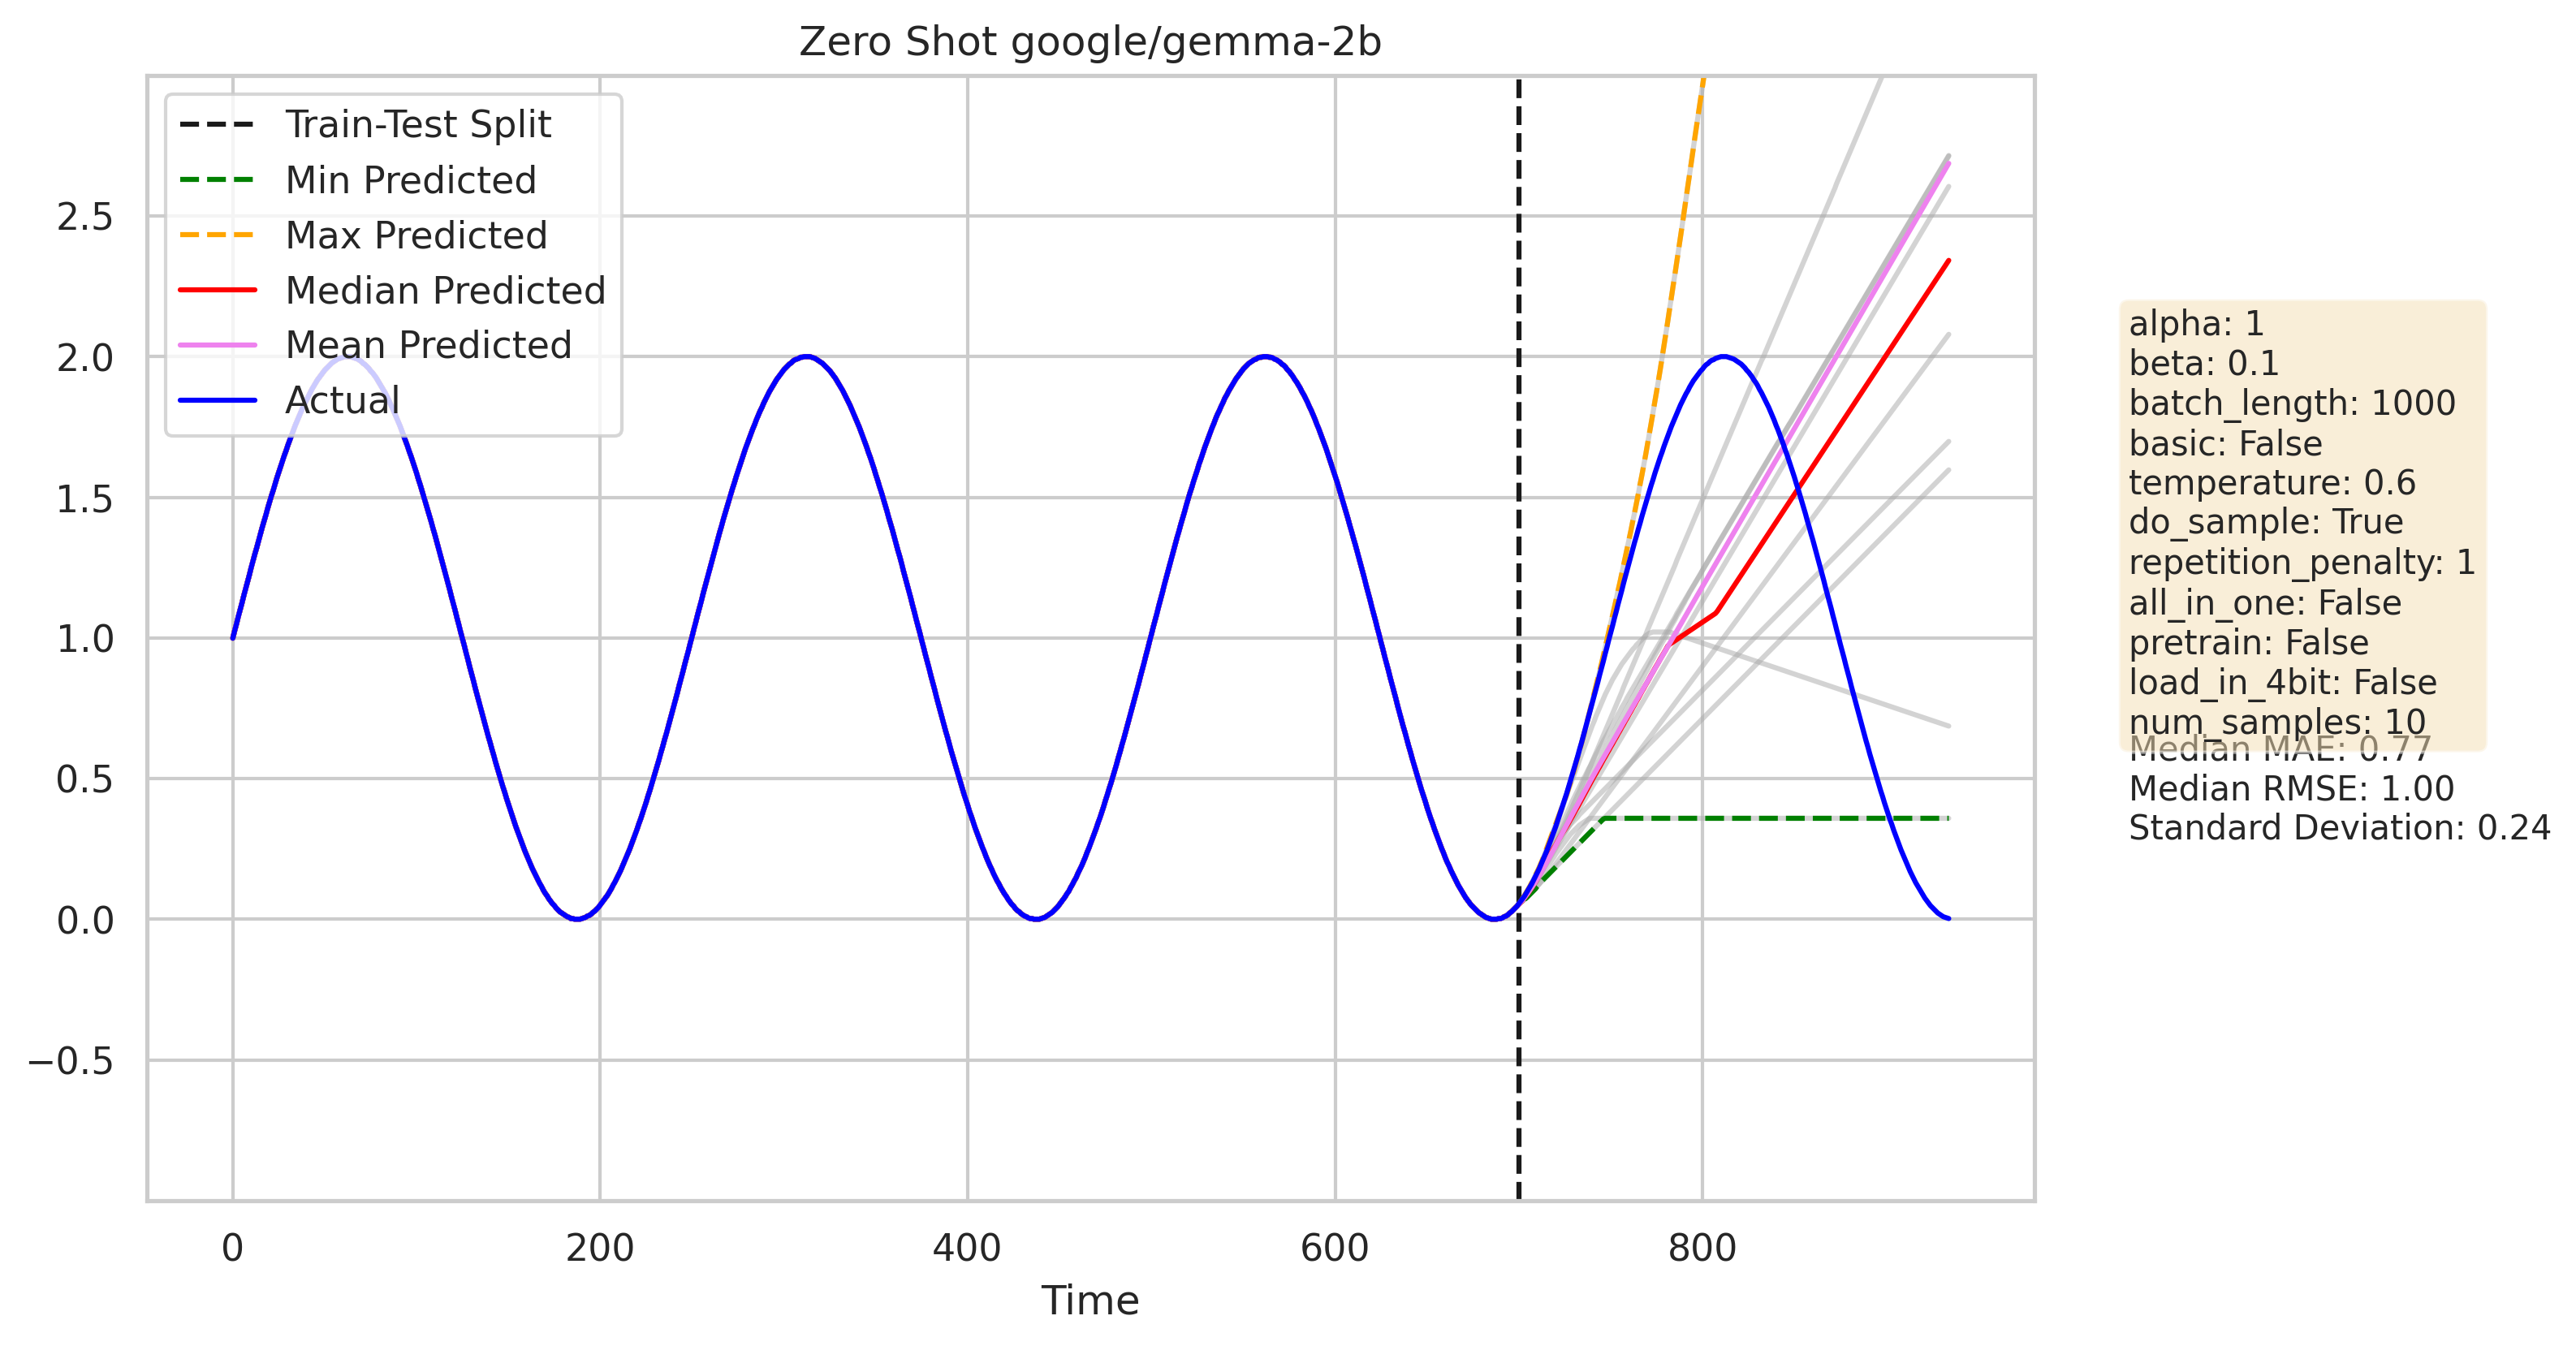 Zero Shot google/gemma-2b
Train-Test Split
Min Predicted
Max Predicted
Median Predicted
Mean Predicted
Actual
2.5
2.0
1.5
1.0
0.5
0.0
−0.5
0
200
400
600
800
Time
alpha: 1
beta: 0.1
batch_length: 1000
basic: False
temperature: 0.6
do_sample: True
repetition_penalty: 1
all_in_one: False
pretrain: False
load_in_4bit: False
num_samples: 10
Median MAE: 0.77
Median RMSE: 1.00
Standard Deviation: 0.24